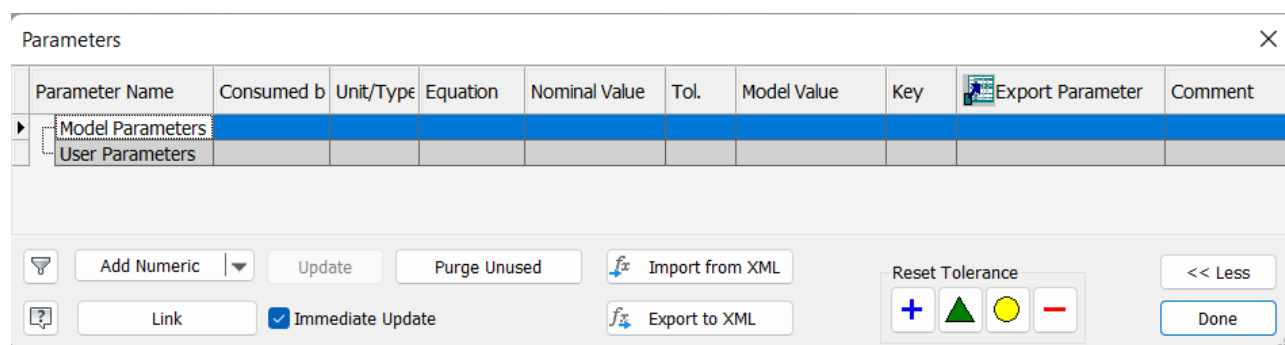 Parameters
Parameter Name Consumed b Unit/Type Equation Nominal Value Tol. Model Value Key Export Parameter Comment
Model Parameters
User Parameters
Add Numeric Update Purge Unused fx Import from XML Reset Tolerance << Less
Link Immediate Update fx Export to XML Done